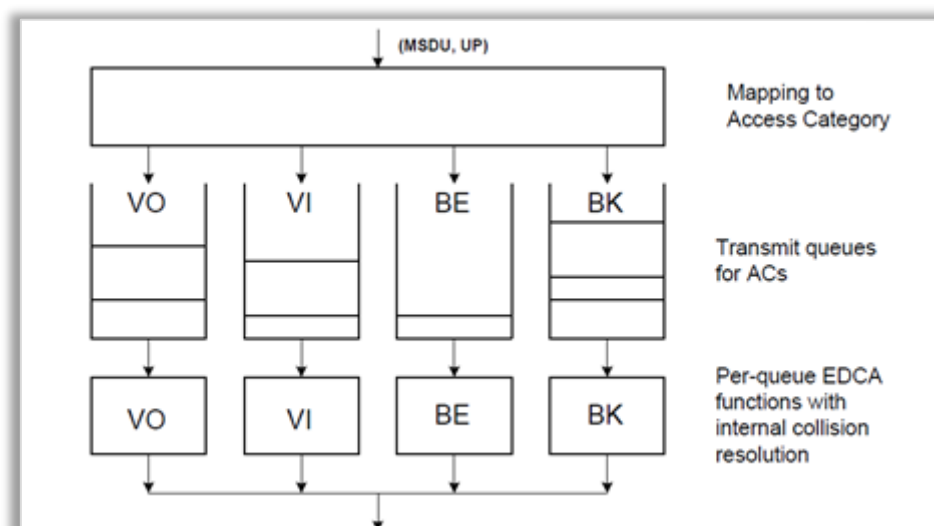 (MSDU, UP)
Mapping to
Access Category
VO VI BE BK
Transmit queues
for ACs
Per-queue EDCA
functions with
internal collision
resolution
VO VI BE BK